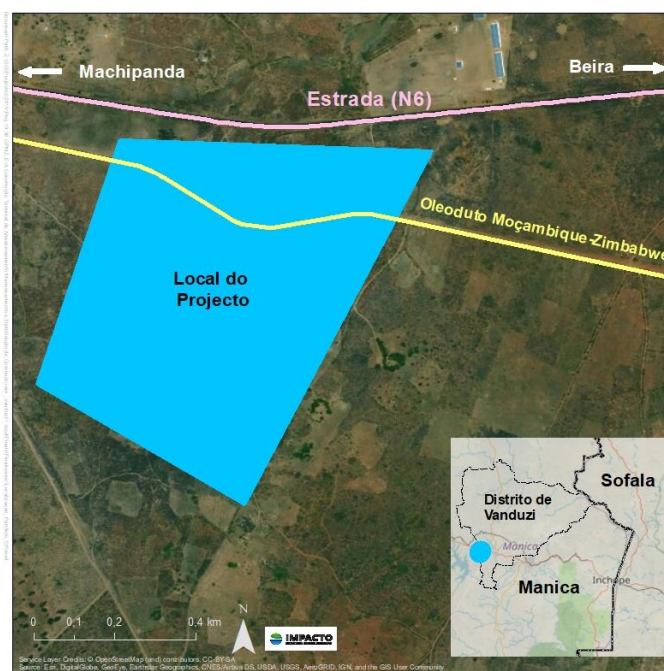 Machipanda
Beira
Estrada (N6)
Oleoduto Moçambique-Zimbabwe
Local do
Projecto
Sofala
Distrito de
Vanduzi
Manica
Manica
Inchope
0 0,1 0,2 0,4 km
N
IMPACTO
Service Layer Credits: © OpenStreetMap (and) contributors, CC-BY-SA
Source: Esri, DigitalGlobe, GeoEye, Earthstar Geographics, CNES/Airbus DS, USDA, USGS, AeroGRID, IGN, and the GIS User Community